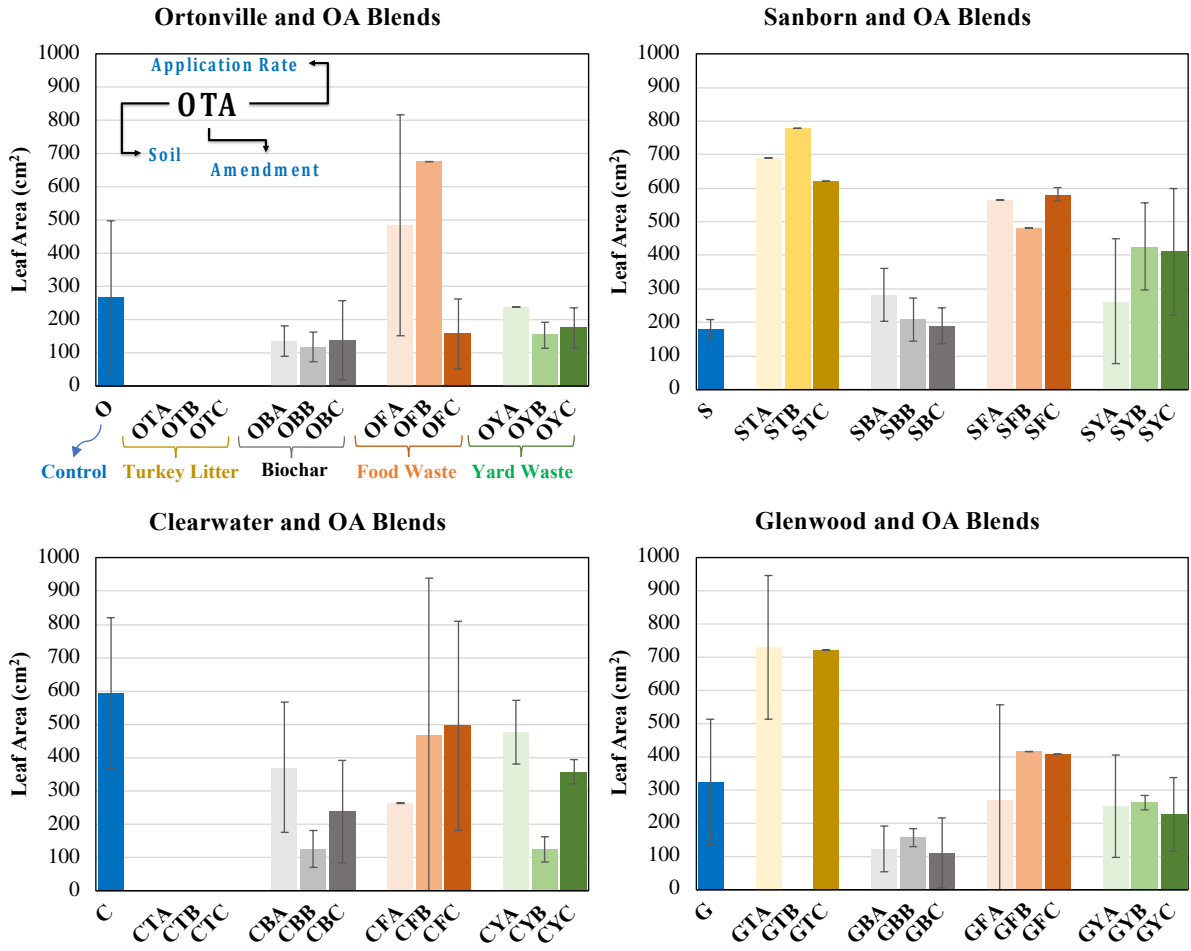 Ortonville and OA Blends
Leaf Area (cm²)
1000
900
800
700
600
500
400
300
200
100
0
Application Rate
OTA
Soil
Amendment
O
OTA
OTB
OTC
OBA
OBB
OBC
OFA
OFB
OFC
OYA
OYB
OYC
Control
Turkey Litter
Biochar
Food Waste
Yard Waste
Sanborn and OA Blends
Leaf Area (cm²)
1000
900
800
700
600
500
400
300
200
100
0
S
STA
STB
STC
SBA
SBB
SBC
SFA
SFB
SFC
SYA
SYB
SYC
Clearwater and OA Blends
Leaf Area (cm²)
1000
900
800
700
600
500
400
300
200
100
0
C
CTA
CTB
CTC
CBA
CBB
CBC
CFA
CFB
CFC
CYA
CYB
CYC
Glenwood and OA Blends
Leaf Area (cm²)
1000
900
800
700
600
500
400
300
200
100
0
G
GTA
GTB
GTC
GBA
GBB
GBC
GFA
GFB
GFC
GYA
GYB
GYC